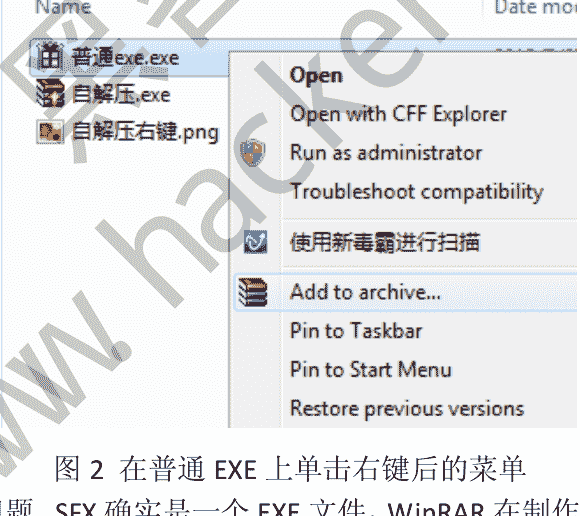 Name
Date mod
普通exe.exe
Open
自解压.exe
Open with CFF Explorer
自解压右键.png
Run as administrator
Troubleshoot compatibility
使用新毒霸进行扫描
Add to archive...
Pin to Taskbar
Pin to Start Menu
Restore previous versions
图 2 在普通 EXE 上单击右键后的菜单
题，SFX 确实是一个 EXE 文件，WinRAR 在制作
www.hacker